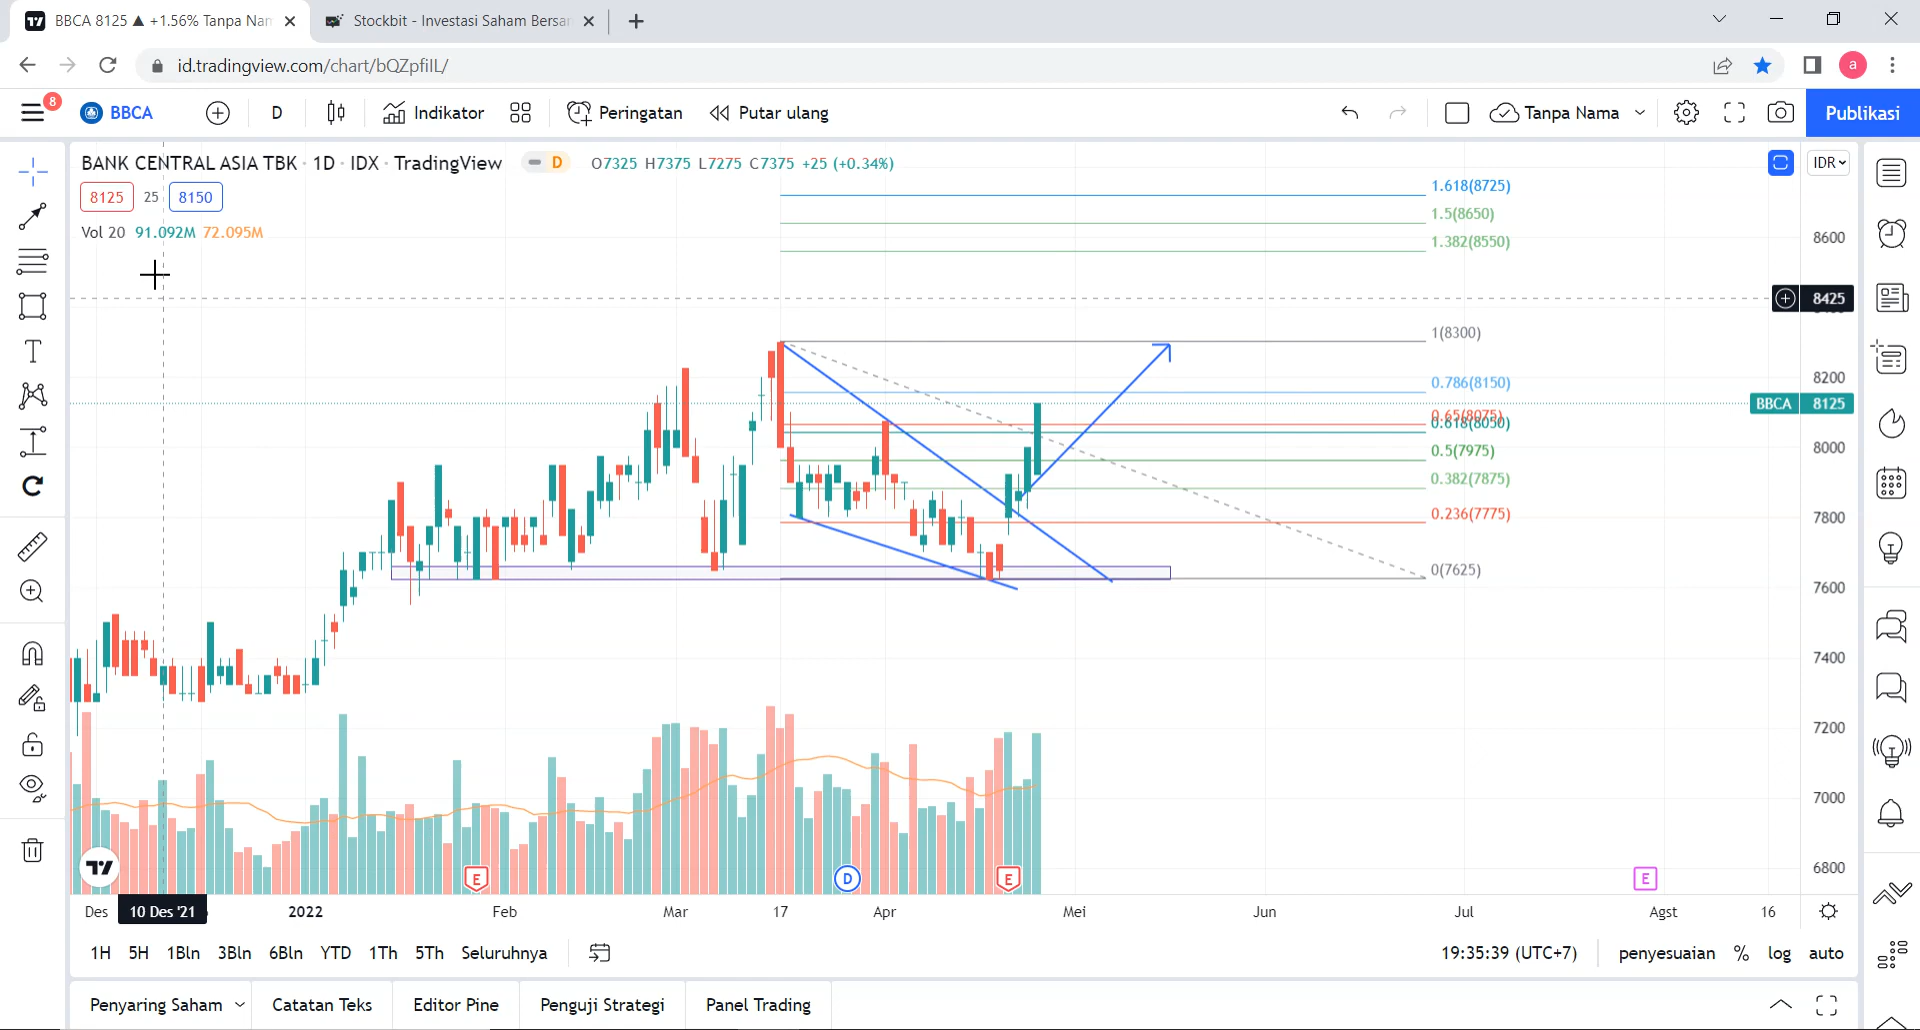 BBCA 8125 ▲ +1.56% Tanpa Nam
Stockbit - Investasi Saham Bersam
id.tradingview.com/chart/bQZpfilL/
a
8
BBCA
D
Indikator
Peringatan
Putar ulang
Tanpa Nama
Publikasi
BANK CENTRAL ASIA TBK · 1D · IDX · TradingView
D
O7325 H7375 L7275 C7375 +25 (+0.34%)
IDR
8125
25
8150
Vol 20 91.092M 72.095M
1.618(8725)
1.5(8650)
1.382(8550)
1(8300)
0.786(8150)
0.65(8075)
0.618(8050)
0.5(7975)
0.382(7875)
0.236(7775)
0(7625)
8600
8425
8200
BBCA 8125
8000
7800
7600
7400
7200
7000
6800
E
D
E
E
Des
10 Des '21
2022
Feb
Mar
17
Apr
Mei
Jun
Jul
Agst
16
1H 5H 1Bln 3Bln 6Bln YTD 1Th 5Th Seluruhnya
19:35:39 (UTC+7)
penyesuaian % log auto
Penyaring Saham
Catatan Teks
Editor Pine
Penguji Strategi
Panel Trading